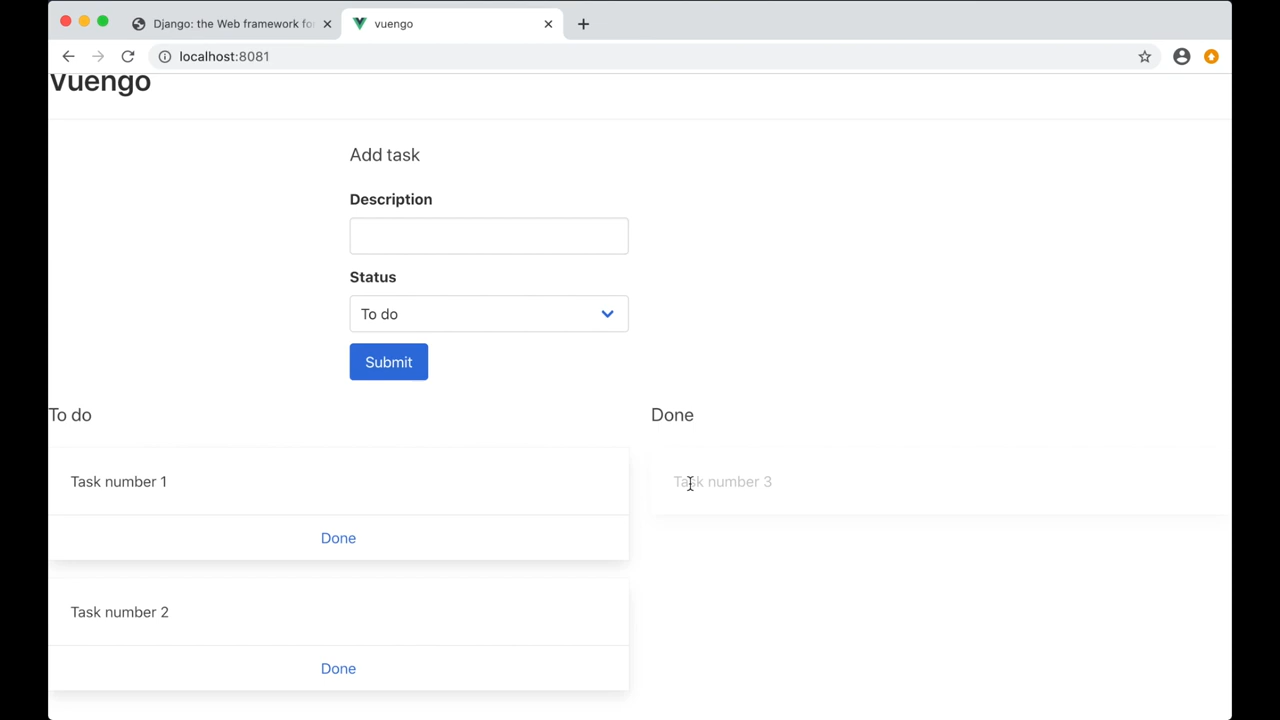 Django: the Web framework fo
vuengo
localhost:8081
Vuengo
Add task
Description
Status
To do
Submit
To do
Done
Task number 1
Task number 3
Done
Task number 2
Done